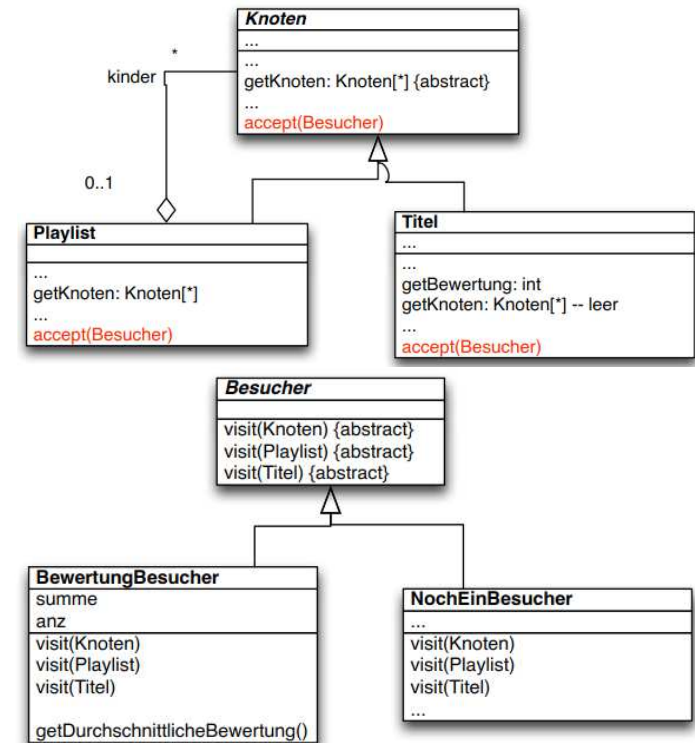 Knoten
...
...
getKnoten: Knoten[*] {abstract}
...
accept(Besucher)
*
kinder
0..1
Playlist
...
getKnoten: Knoten[*]
...
accept(Besucher)
Titel
...
...
getBewertung: int
getKnoten: Knoten[*] -- leer
...
accept(Besucher)
Besucher
visit(Knoten) {abstract}
visit(Playlist) {abstract}
visit(Titel) {abstract}
BewertungBesucher
summe
anz
visit(Knoten)
visit(Playlist)
visit(Titel)
getDurchschnittlicheBewertung()
NochEinBesucher
...
visit(Knoten)
visit(Playlist)
visit(Titel)
...